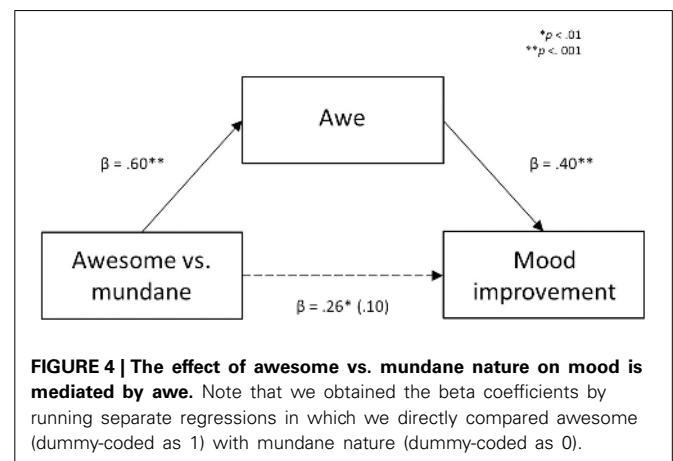 *p < .01
**p <. 001
Awe
β = .60**
β = .40**
Awesome vs.
mundane
Mood
improvement
β = .26* (.10)
FIGURE 4 | The effect of awesome vs. mundane nature on mood is
mediated by awe. Note that we obtained the beta coefficients by
running separate regressions in which we directly compared awesome
(dummy-coded as 1) with mundane nature (dummy-coded as 0).